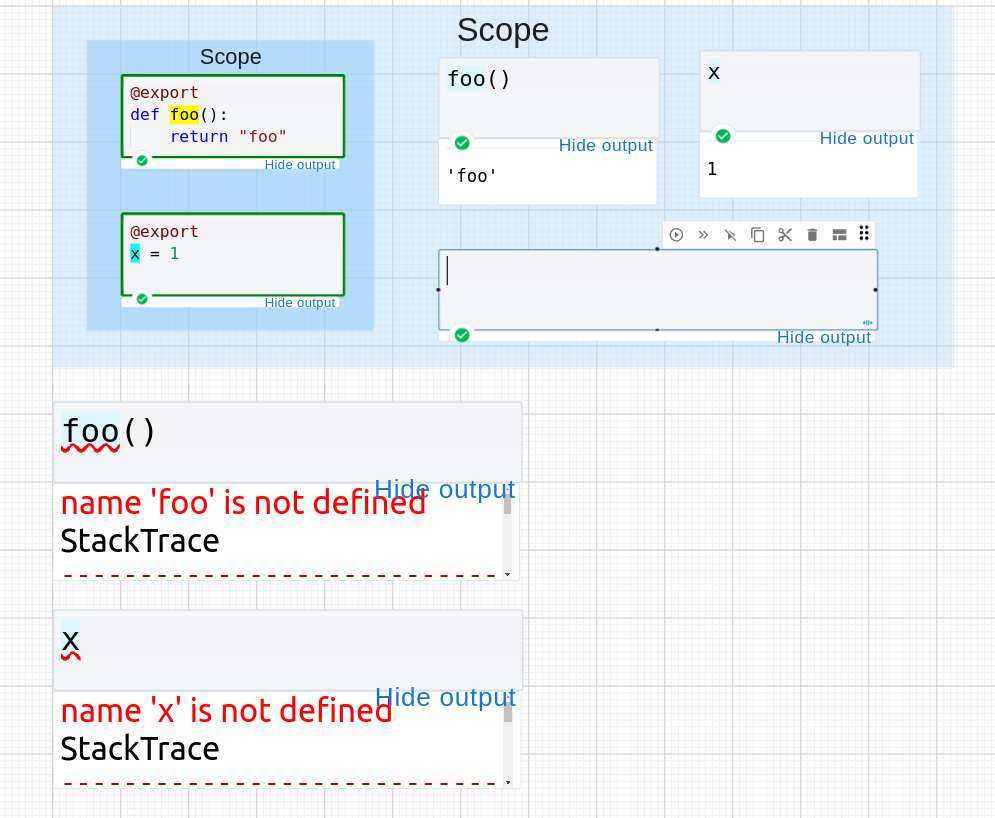 Scope
Scope
@export
def foo():
    return "foo"
Hide output
@export
x = 1
Hide output
foo()
Hide output
'foo'
x
Hide output
1
Hide output
foo()
Hide output
name 'foo' is not defined
StackTrace
x
Hide output
name 'x' is not defined
StackTrace